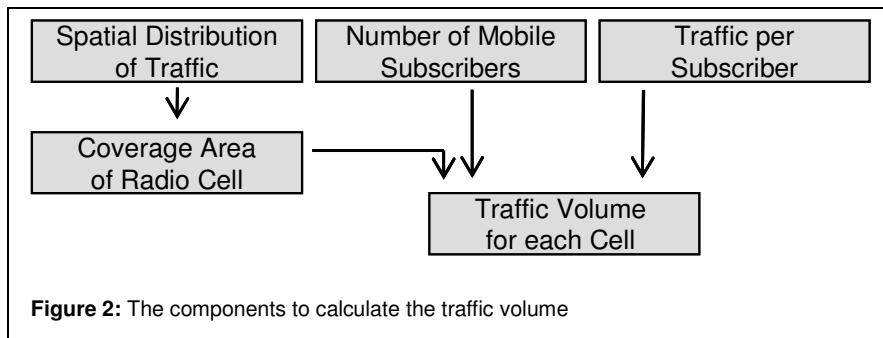 Spatial Distribution
of Traffic
Number of Mobile
Subscribers
Traffic per
Subscriber
Coverage Area
of Radio Cell
Traffic Volume
for each Cell
Figure 2: The components to calculate the traffic volume